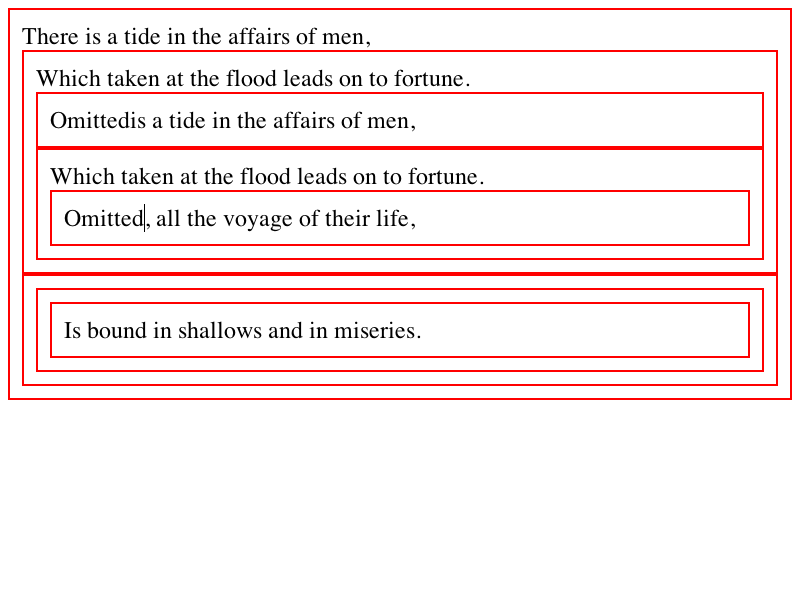 There is a tide in the affairs of men,
Which taken at the flood leads on to fortune.
Omittedis a tide in the affairs of men,
Which taken at the flood leads on to fortune.
Omitted, all the voyage of their life,
Is bound in shallows and in miseries.